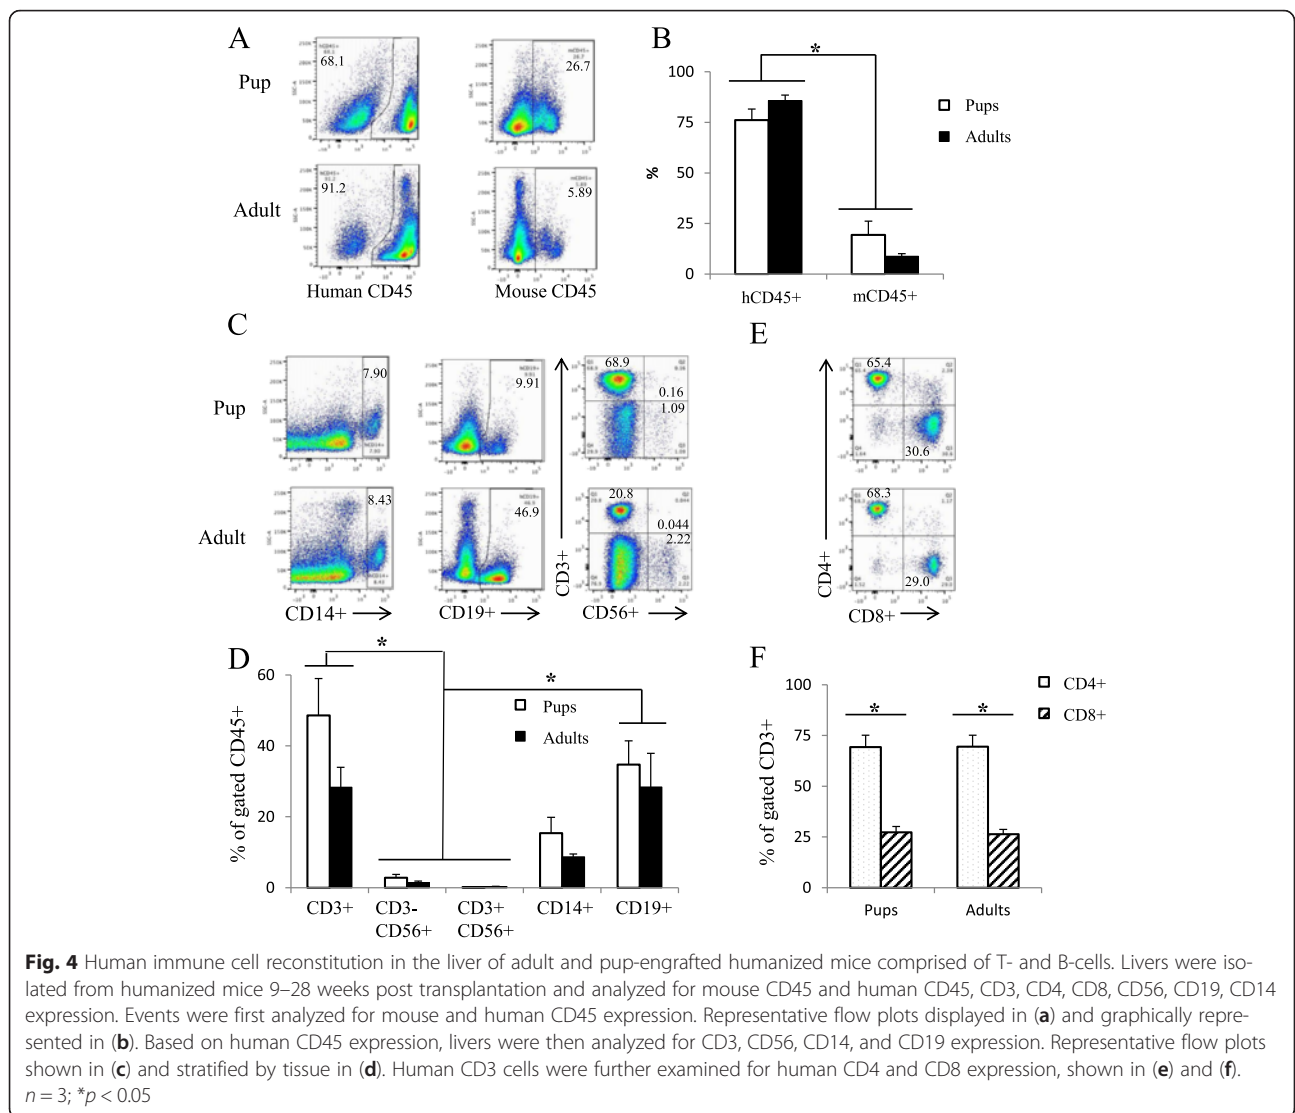 A
B
Pup
68.1
26.7
Adult
91.2
5.89
Human CD45
Mouse CD45
*
100
75
50
25
0
%
Pups
Adults
hCD45+
mCD45+
C
E
Pup
7.90
9.91
68.9
0.16
1.09
65.4
30.6
Adult
8.43
46.9
20.8
0.044
2.22
68.3
29.0
CD3+
CD4+
CD14+
CD19+
CD56+
CD8+
D
*
*
60
40
20
0
% of gated CD45+
Pups
Adults
CD3+
CD3-
CD56+
CD3+
CD56+
CD14+
CD19+
F
100
75
50
25
0
% of gated CD3+
CD4+
CD8+
*
*
Pups
Adults
Fig. 4 Human immune cell reconstitution in the liver of adult and pup-engrafted humanized mice comprised of T- and B-cells. Livers were iso-
lated from humanized mice 9–28 weeks post transplantation and analyzed for mouse CD45 and human CD45, CD3, CD4, CD8, CD56, CD19, CD14
expression. Events were first analyzed for mouse and human CD45 expression. Representative flow plots displayed in (a) and graphically repre-
sented in (b). Based on human CD45 expression, livers were then analyzed for CD3, CD56, CD14, and CD19 expression. Representative flow plots
shown in (c) and stratified by tissue in (d). Human CD3 cells were further examined for human CD4 and CD8 expression, shown in (e) and (f).
n = 3; *p < 0.05